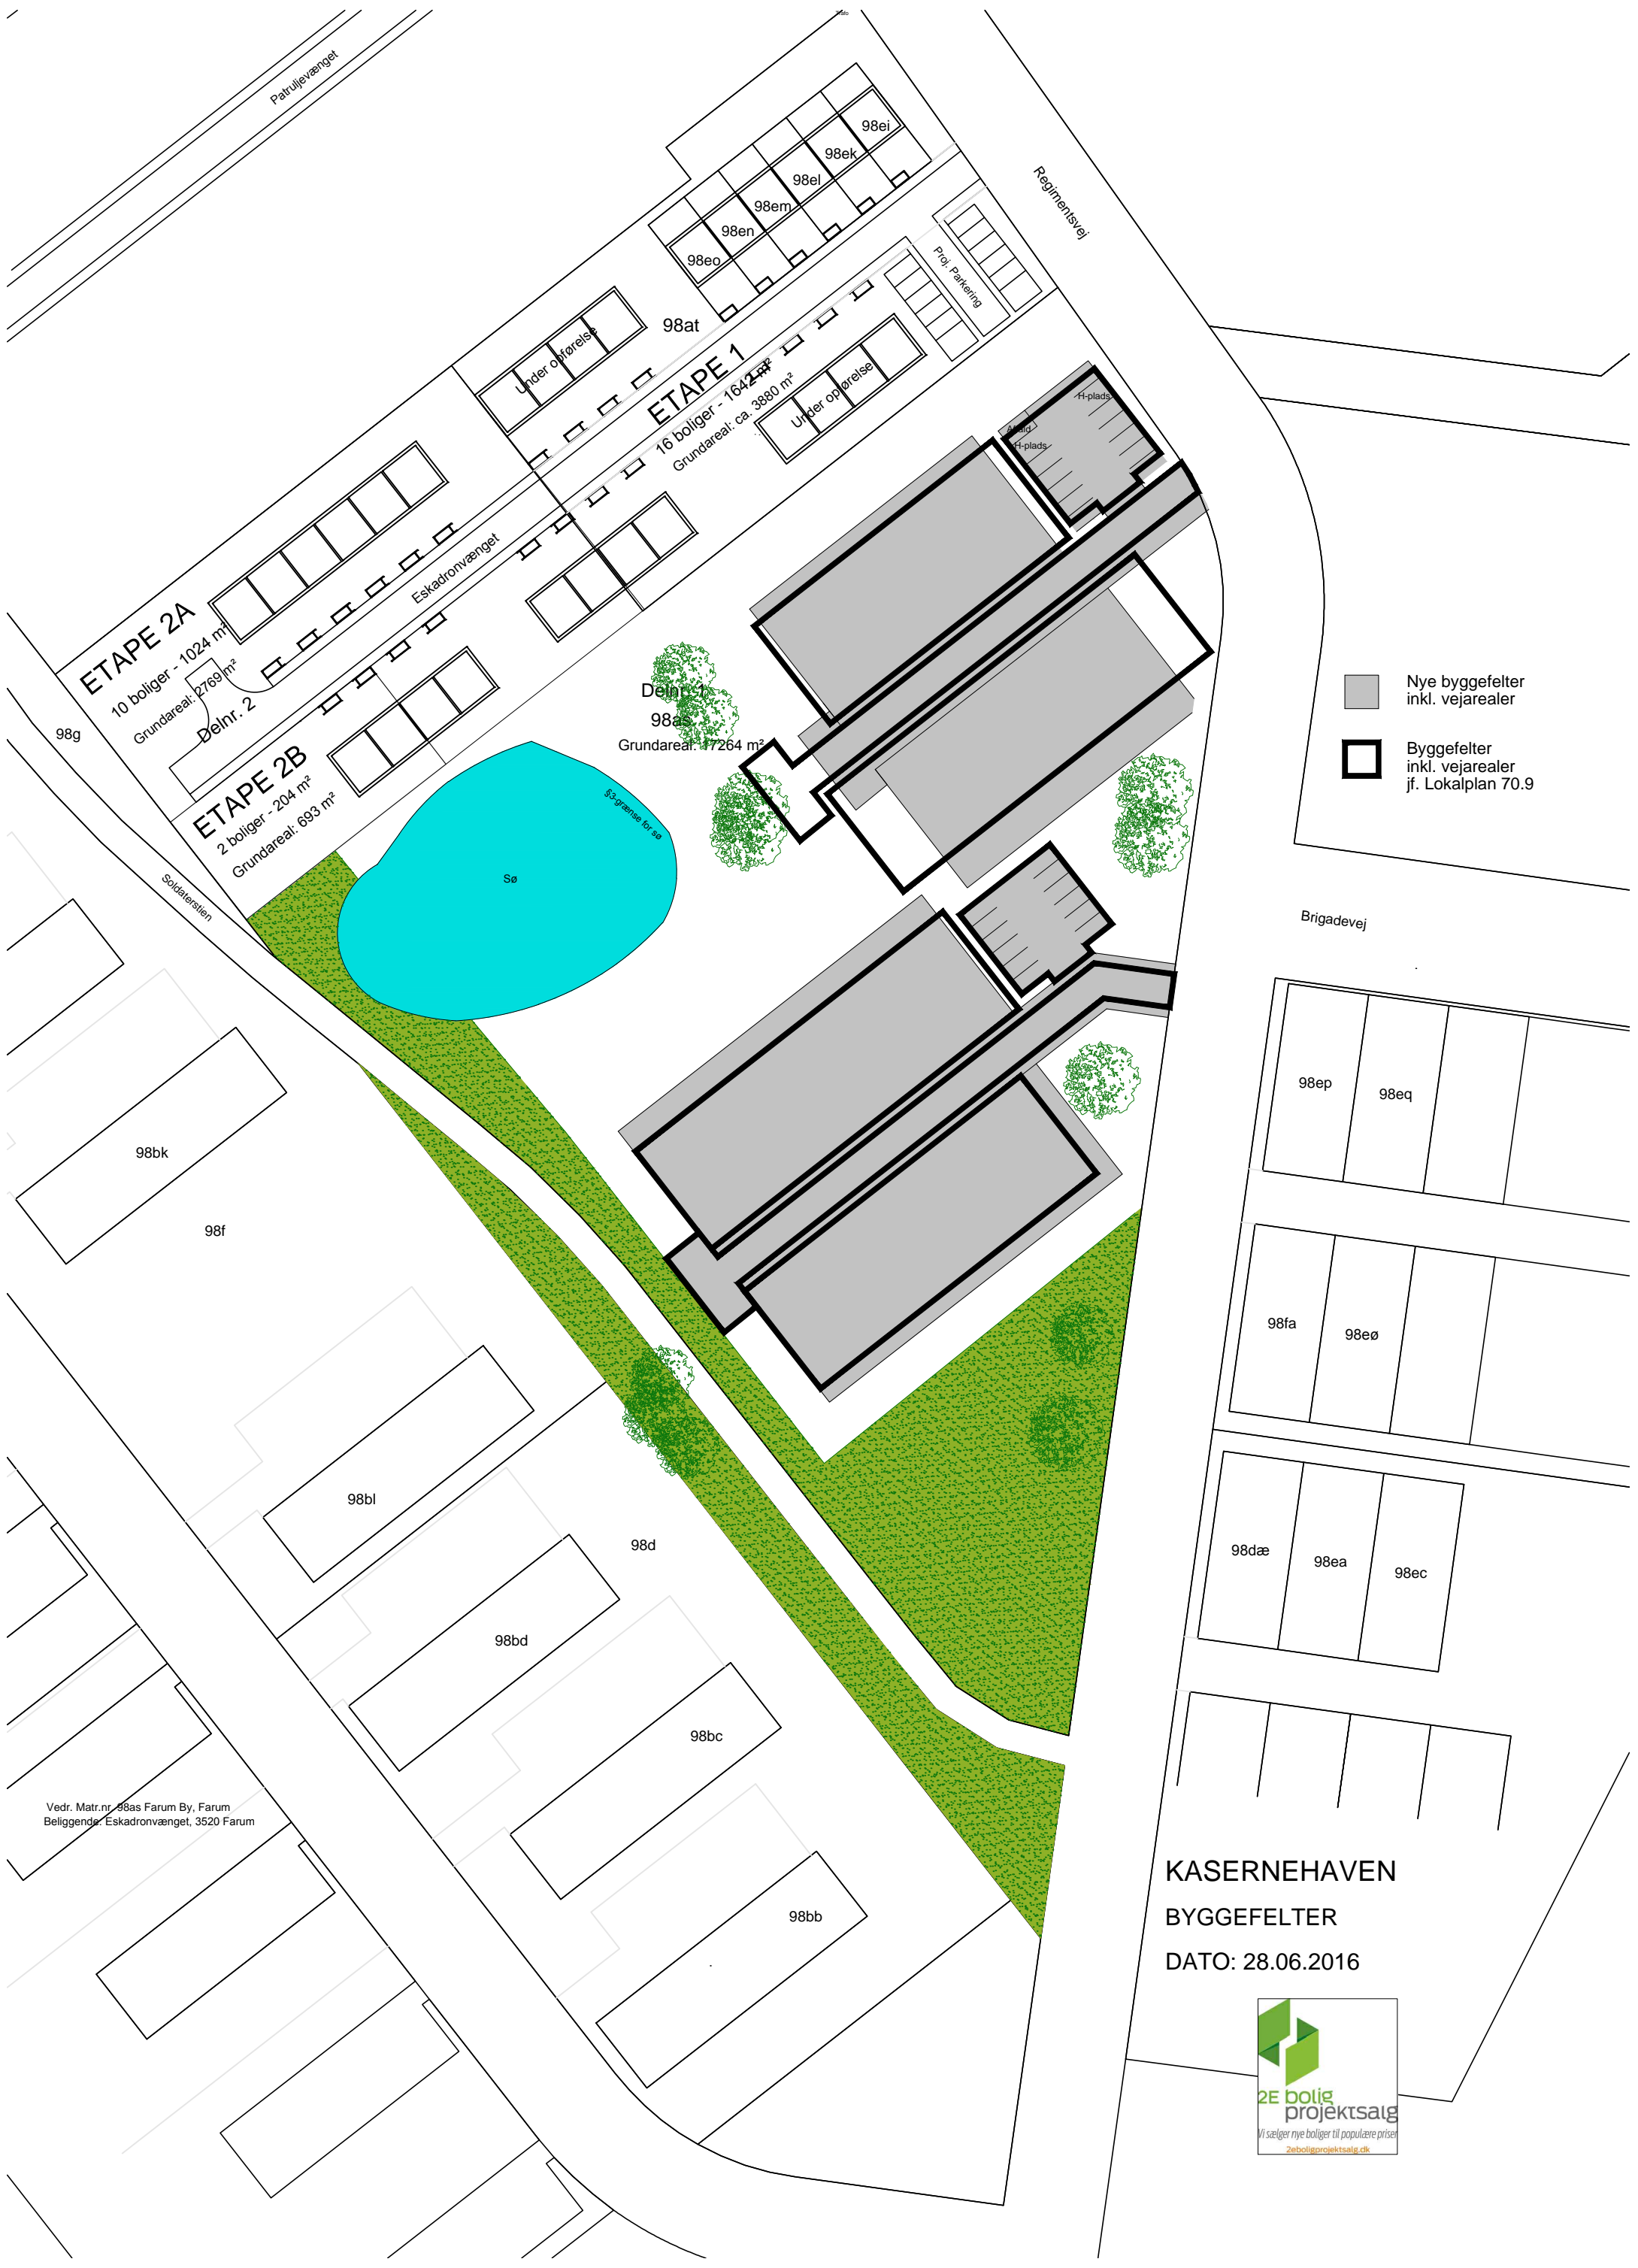 Trafo
Patruljevænget
Regimentsvej
98ei
98ek
98el
98em
98en
98eo
98at
Proj. Parkering
Under opførelse
Under opførelse
ETAPE 1
16 boliger - 1642 m²
Grundareal: ca. 3880 m²
H-plads
Affald
H-plads
Eskadronvænget
ETAPE 2A
10 boliger - 1024 m²
Grundareal: 2769 m²
Delnr. 2
98g
ETAPE 2B
2 boliger - 204 m²
Grundareal: 693 m²
Delnr. 1
98as
Grundareal: 17264 m²
§3-grænse for sø
Sø
Soldaterstien
Nye byggefelter
inkl. vejarealer
Byggefelter
inkl. vejarealer
jf. Lokalplan 70.9
Brigadevej
98ep
98eq
98bk
98f
98fa
98eø
98bl
98d
98dæ
98ea
98ec
98bd
98bc
98bb
Vedr. Matr.nr. 98as Farum By, Farum
Beliggende: Eskadronvænget, 3520 Farum
KASERNEHAVEN
BYGGEFELTER
DATO: 28.06.2016
2E bolig
projektsalg
Vi sælger nye boliger til populære priser
2eboligprojektsalg.dk